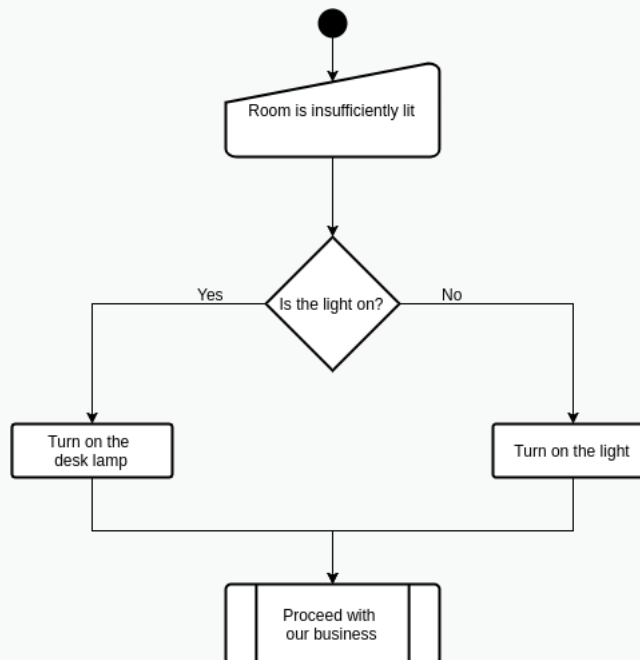 Room is insufficiently lit
Yes
No
Is the light on?
Turn on the
desk lamp
Turn on the light
Proceed with
our business